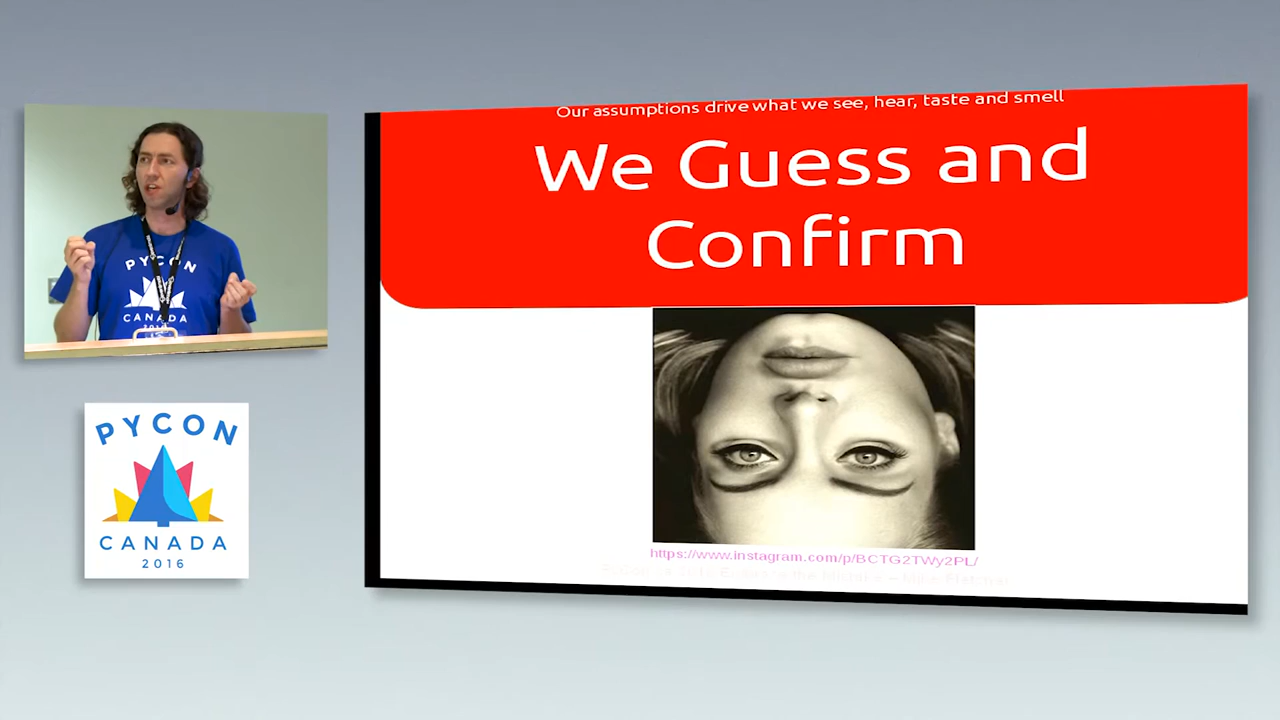 Our assumptions drive what we see, hear, taste and smell
We Guess and
Confirm
https://www.instagram.com/p/BCTG2TWy2PL/
PYCON
CANADA
PYCON
CANADA
2016